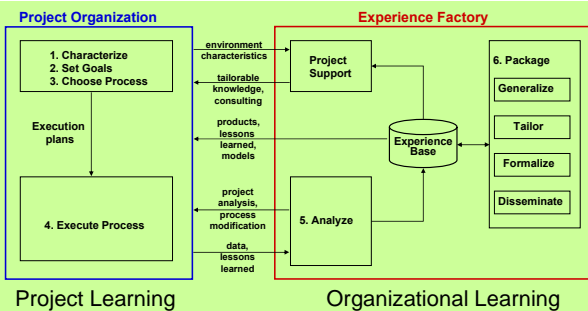 Project Organization
Experience Factory
1. Characterize
2. Set Goals
3. Choose Process
environment
characteristics
tailorable
knowledge,
consulting
Project
Support
6. Package
Generalize
Tailor
Formalize
Disseminate
Execution
plans
products,
lessons
learned,
models
Experience
Base
4. Execute Process
project
analysis,
process
modification
5. Analyze
data,
lessons
learned
Project Learning
Organizational Learning